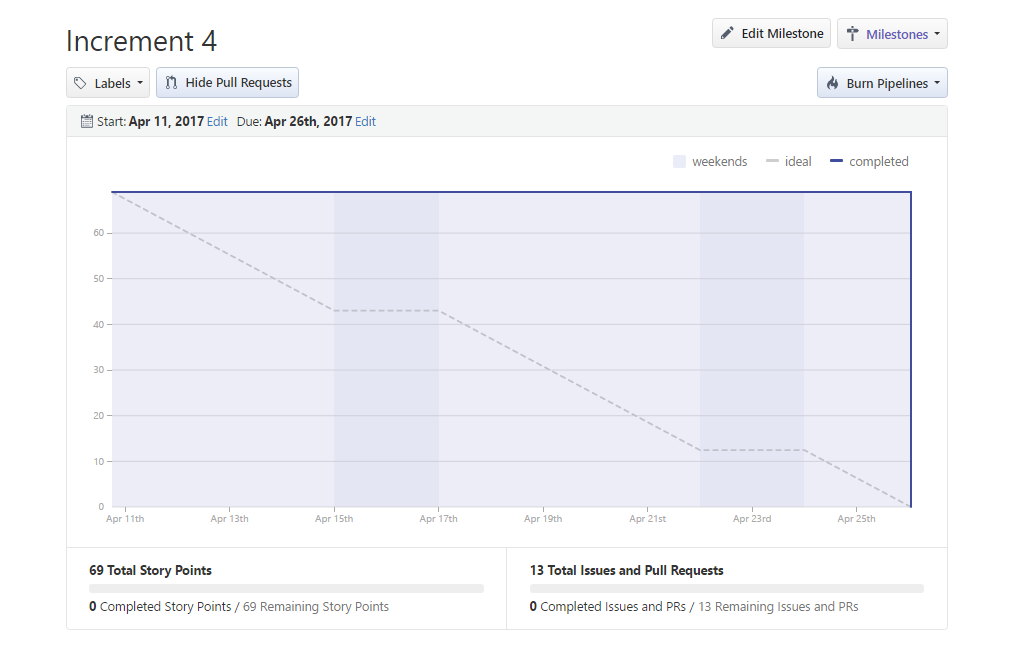 Increment 4
Edit Milestone
Milestones
Labels
Hide Pull Requests
Burn Pipelines
Start: Apr 11, 2017 Edit Due: Apr 26th, 2017 Edit
weekends
ideal
completed
60
50
40
30
20
10
0
Apr 11th
Apr 13th
Apr 15th
Apr 17th
Apr 19th
Apr 21st
Apr 23rd
Apr 25th
69 Total Story Points
0 Completed Story Points / 69 Remaining Story Points
13 Total Issues and Pull Requests
0 Completed Issues and PRs / 13 Remaining Issues and PRs